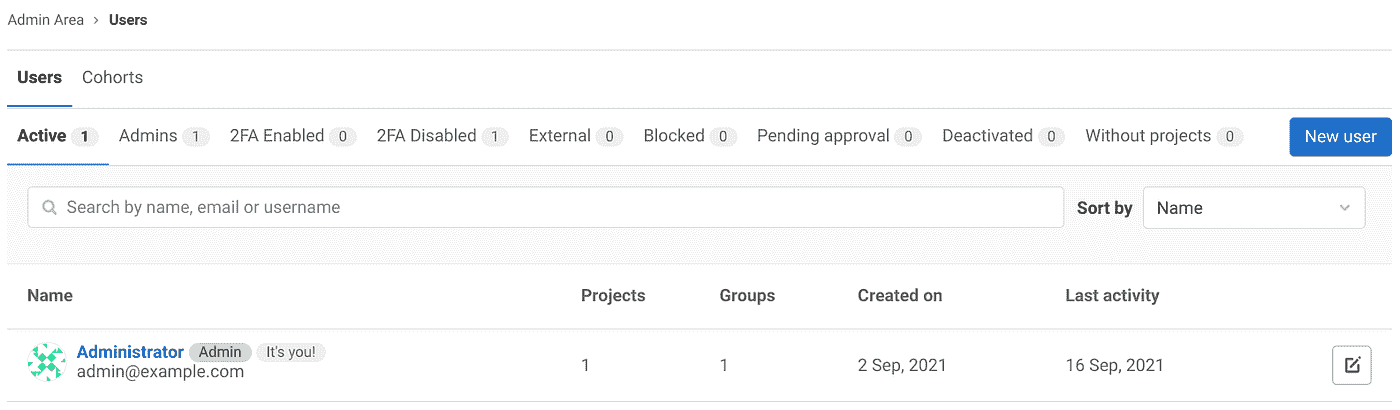 Admin Area › Users
Users Cohorts
Active 1 Admins 1 2FA Enabled 0 2FA Disabled 1 External 0 Blocked 0 Pending approval 0 Deactivated 0 Without projects 0 New user
Search by name, email or username Sort by Name
Name Projects Groups Created on Last activity
Administrator Admin It's you!
admin@example.com
1 1 2 Sep, 2021 16 Sep, 2021